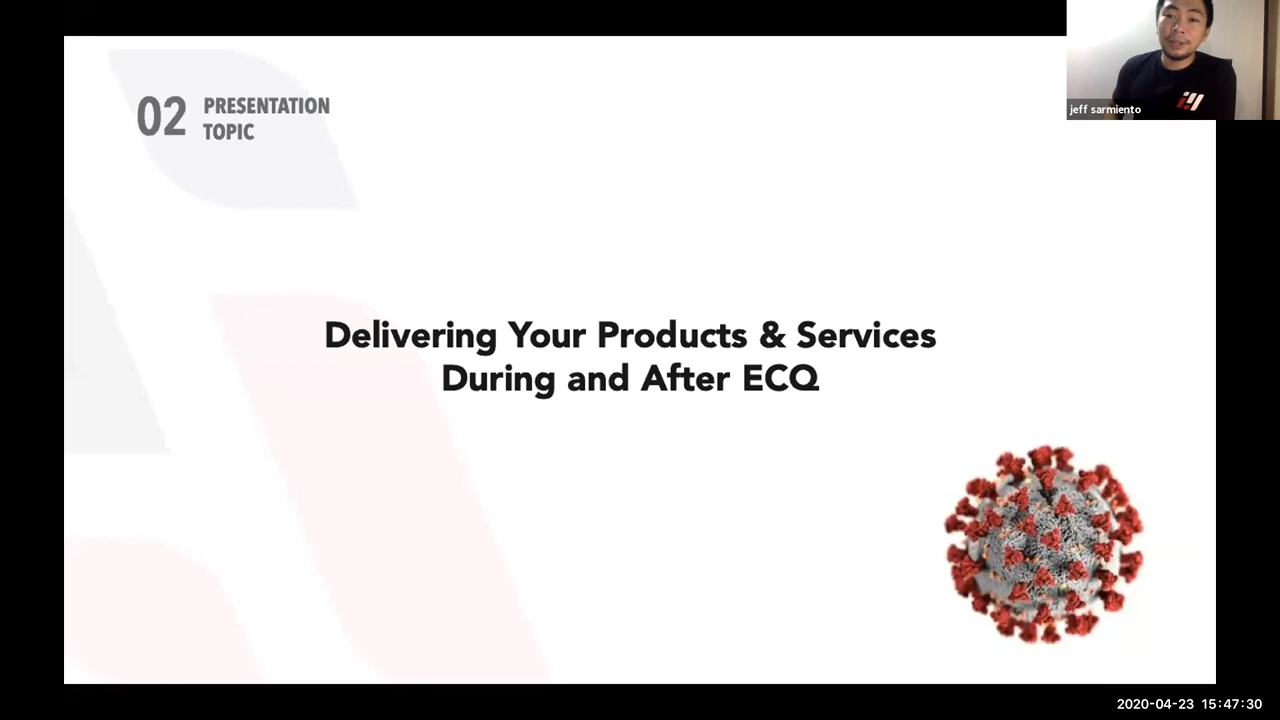 02 PRESENTATION
TOPIC
jeff sarmiento
Delivering Your Products & Services
During and After ECQ
2020-04-23 15:47:30